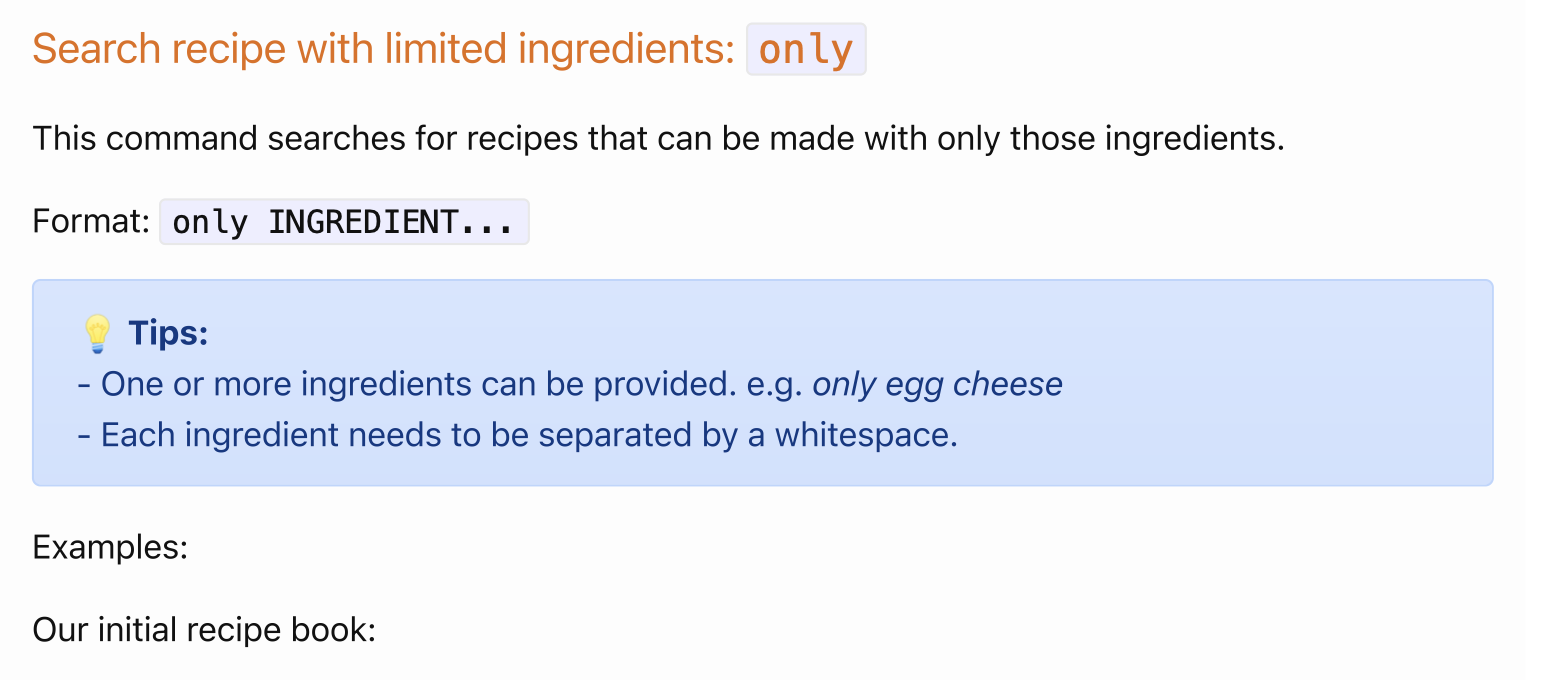 Search recipe with limited ingredients: only
This command searches for recipes that can be made with only those ingredients.
Format: only INGREDIENT...
💡 Tips:
- One or more ingredients can be provided. e.g. only egg cheese
- Each ingredient needs to be separated by a whitespace.
Examples:
Our initial recipe book: